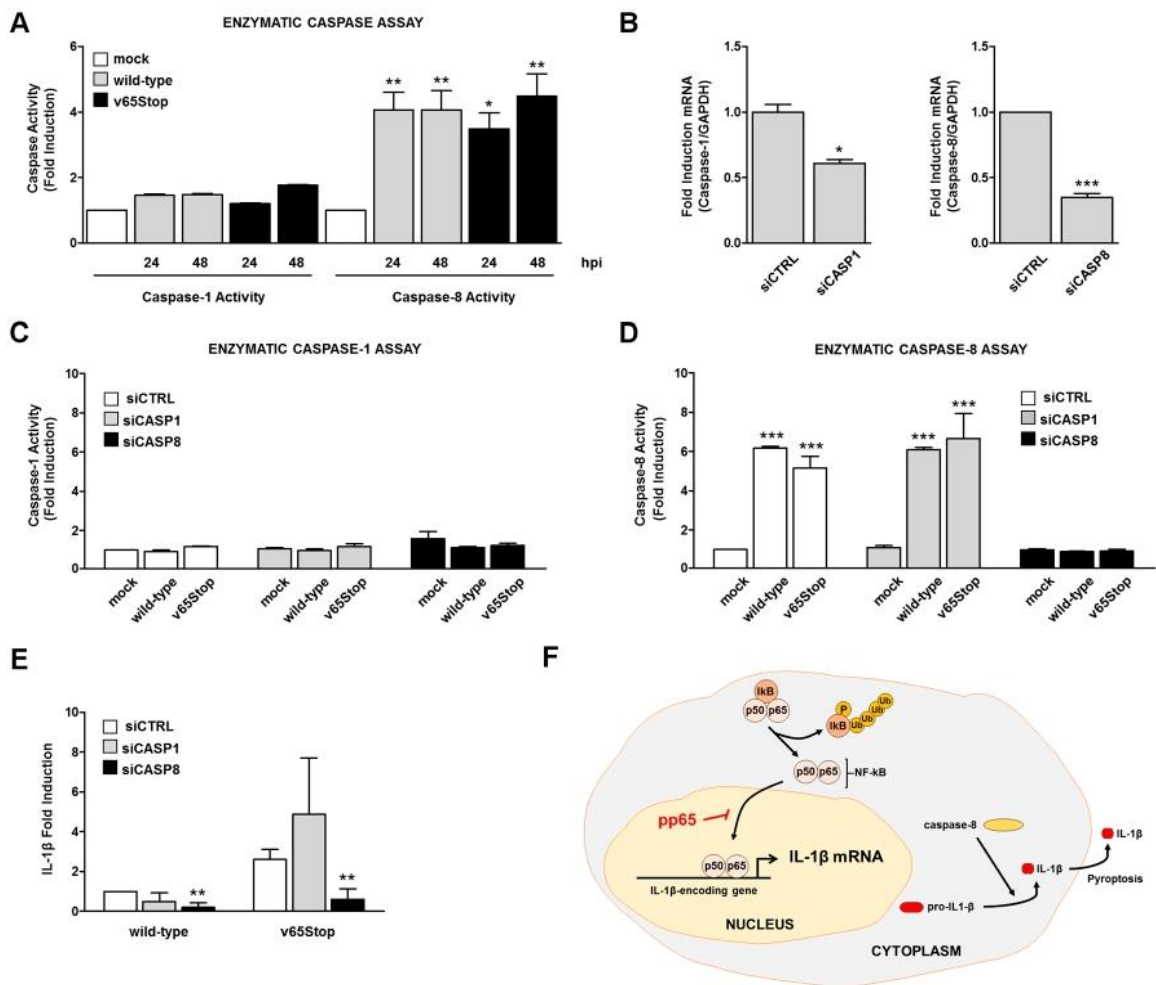 A
ENZYMATIC CASPASE ASSAY
mock
wild-type
v65Stop
Caspase Activity
(Fold Induction)
6
4
2
0
**
**
*
**
24 48 24 48 24 48 24 48 hpi
Caspase-1 Activity Caspase-8 Activity
B
Fold Induction mRNA
(Caspase-1/GAPDH)
1.5
1.0
0.5
0.0
*
siCTRL siCASP1
Fold Induction mRNA
(Caspase-8/GAPDH)
1.5
1.0
0.5
0.0
***
siCTRL siCASP8
C
ENZYMATIC CASPASE-1 ASSAY
siCTRL
siCASP1
siCASP8
Caspase-1 Activity
(Fold Induction)
10
8
6
4
2
0
mock wild-type v65Stop mock wild-type v65Stop mock wild-type v65Stop
D
ENZYMATIC CASPASE-8 ASSAY
siCTRL
siCASP1
siCASP8
Caspase-8 Activity
(Fold Induction)
10
8
6
4
2
0
***
***
***
***
mock wild-type v65Stop mock wild-type v65Stop mock wild-type v65Stop
E
siCTRL
siCASP1
siCASP8
IL-1β Fold Induction
10
8
6
4
2
0
**
**
wild-type v65Stop
F
IkB
p50 p65
P
IkB Ub Ub Ub Ub
p50 p65 NF-kB
pp65
p50 p65
IL-1β mRNA
IL-1β-encoding gene
NUCLEUS
caspase-8
IL-1β
IL-1β
Pyroptosis
pro-IL1-β
CYTOPLASM